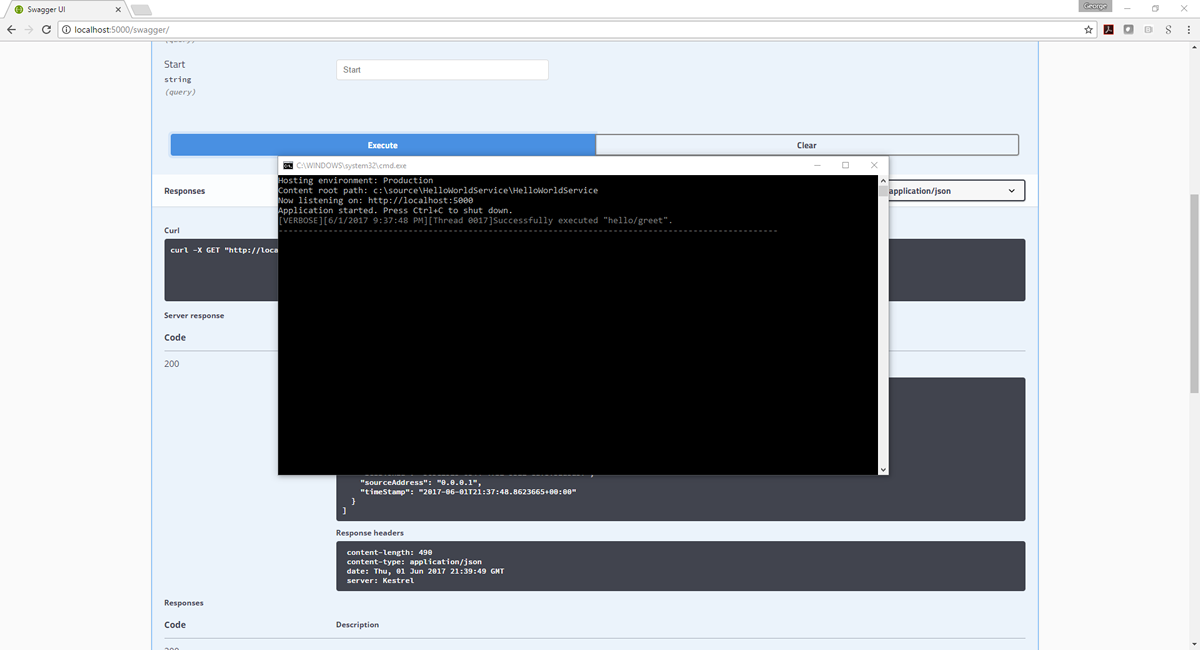 Swagger UI
George
localhost:5000/swagger/
(query)
Start
string
(query)
Start
Execute
Clear
C:\WINDOWS\system32\cmd.exe
Hosting environment: Production
Content root path: c:\source\HelloWorldService\HelloWorldService
Now listening on: http://localhost:5000
Application started. Press Ctrl+C to shut down.
[VERBOSE][6/1/2017 9:37:48 PM][Thread 0017]Successfully executed "hello/greet".
----------------------------------------------------------------------------------------------------
Responses
application/json
Curl
curl -X GET "http://loca
Server response
Code
200
"sourceAddress": "0.0.0.1",
"timeStamp": "2017-06-01T21:37:48.8623665+00:00"
}
]
Response headers
content-length: 490
content-type: application/json
date: Thu, 01 Jun 2017 21:39:49 GMT
server: Kestrel
Responses
Code
Description
200